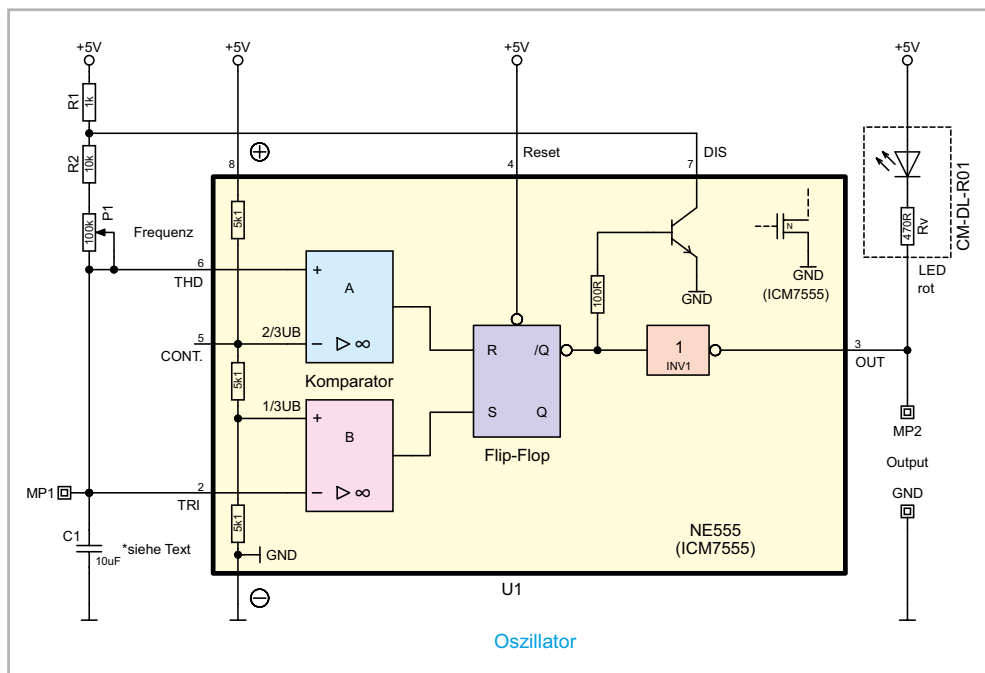 +5V
+5V
+5V
+5V
R1
1k
R2
10k
P1
100k
Frequenz
8
+
4
Reset
7
DIS
5k1
6
THD
+
A
− ▷ ∞
2/3UB
5
CONT.
Komparator
5k1
1/3UB
+
B
− ▷ ∞
MP1
2
TRI
5k1
GND
−
C1
10uF
*siehe Text
R
/Q
S
Q
Flip-Flop
100R
GND
N
GND
(ICM7555)
1
INV1
3
OUT
470R
Rv
CM-DL-R01
LED
rot
MP2
Output
GND
NE555
(ICM7555)
U1
Oszillator